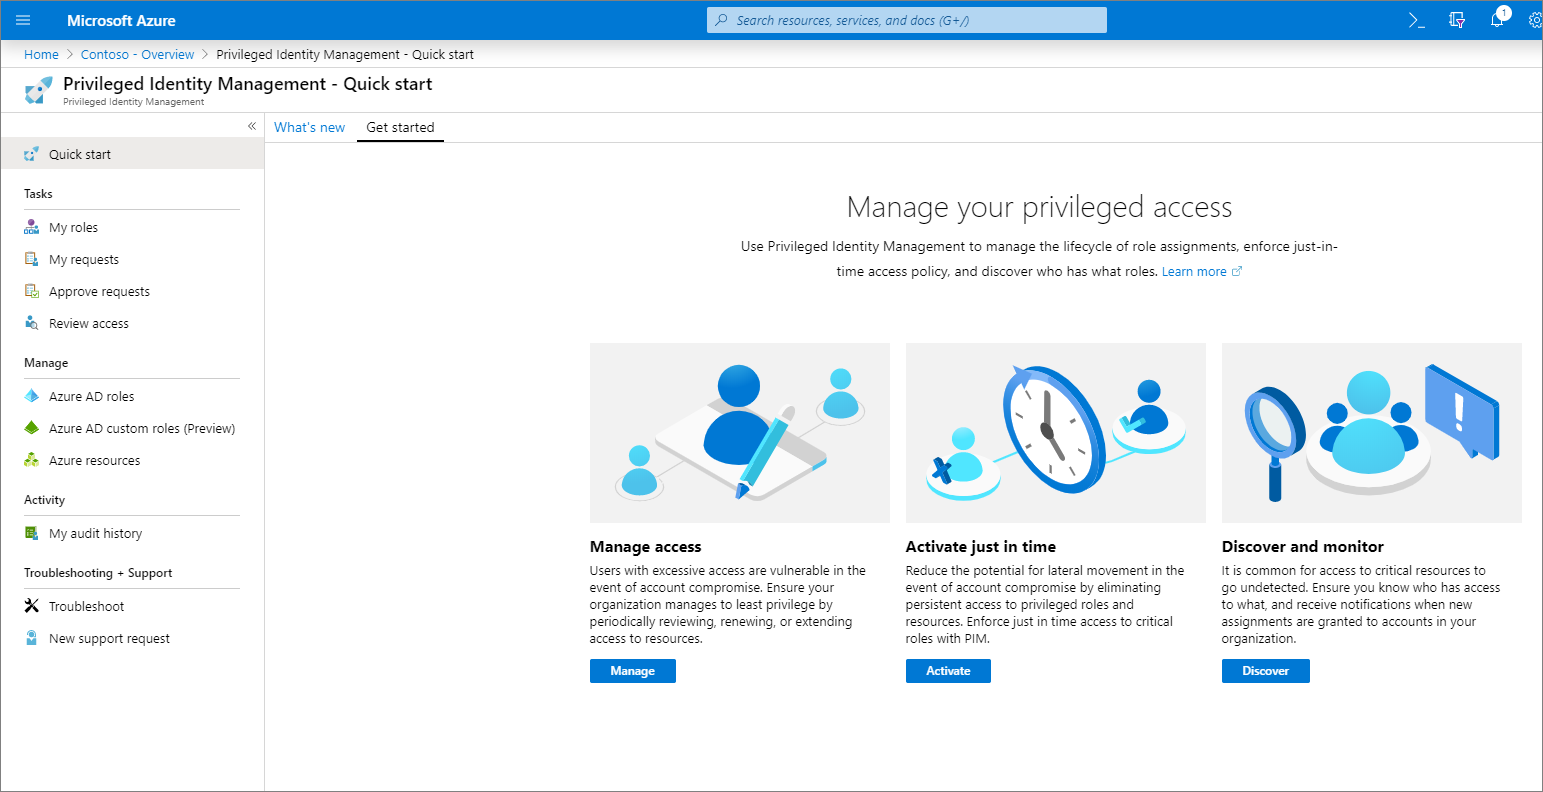 Microsoft Azure
Search resources, services, and docs (G+/)
1
Home > Contoso - Overview > Privileged Identity Management - Quick start
Privileged Identity Management - Quick start
Privileged Identity Management
«
What's new
Get started
Quick start
Tasks
My roles
My requests
Approve requests
Review access
Manage
Azure AD roles
Azure AD custom roles (Preview)
Azure resources
Activity
My audit history
Troubleshooting + Support
Troubleshoot
New support request
Manage your privileged access
Use Privileged Identity Management to manage the lifecycle of role assignments, enforce just-in-
time access policy, and discover who has what roles. Learn more
Manage access
Users with excessive access are vulnerable in the
event of account compromise. Ensure your
organization manages to least privilege by
periodically reviewing, renewing, or extending
access to resources.
Manage
Activate just in time
Reduce the potential for lateral movement in the
event of account compromise by eliminating
persistent access to privileged roles and
resources. Enforce just in time access to critical
roles with PIM.
Activate
Discover and monitor
It is common for access to critical resources to
go undetected. Ensure you know who has access
to what, and receive notifications when new
assignments are granted to accounts in your
organization.
Discover